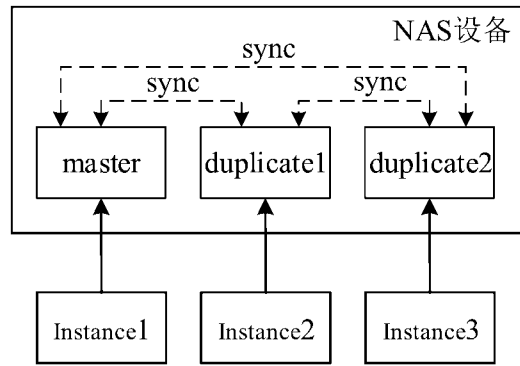 NAS设备
sync
sync
sync
master
duplicate1
duplicate2
Instance1
Instance2
Instance3